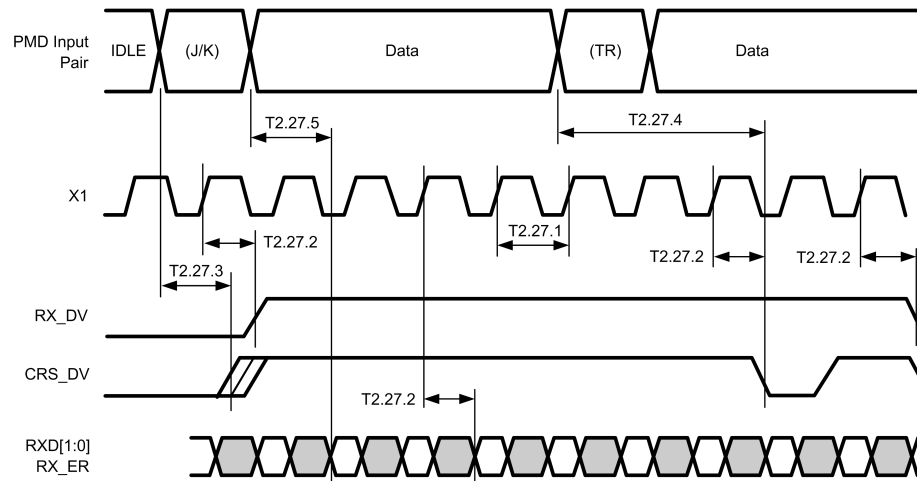 PMD Input
Pair
IDLE
(J/K)
Data
(TR)
Data
T2.27.5
T2.27.4
X1
T2.27.2
T2.27.1
T2.27.2
T2.27.2
T2.27.3
RX_DV
CRS_DV
T2.27.2
RXD[1:0]
RX_ER